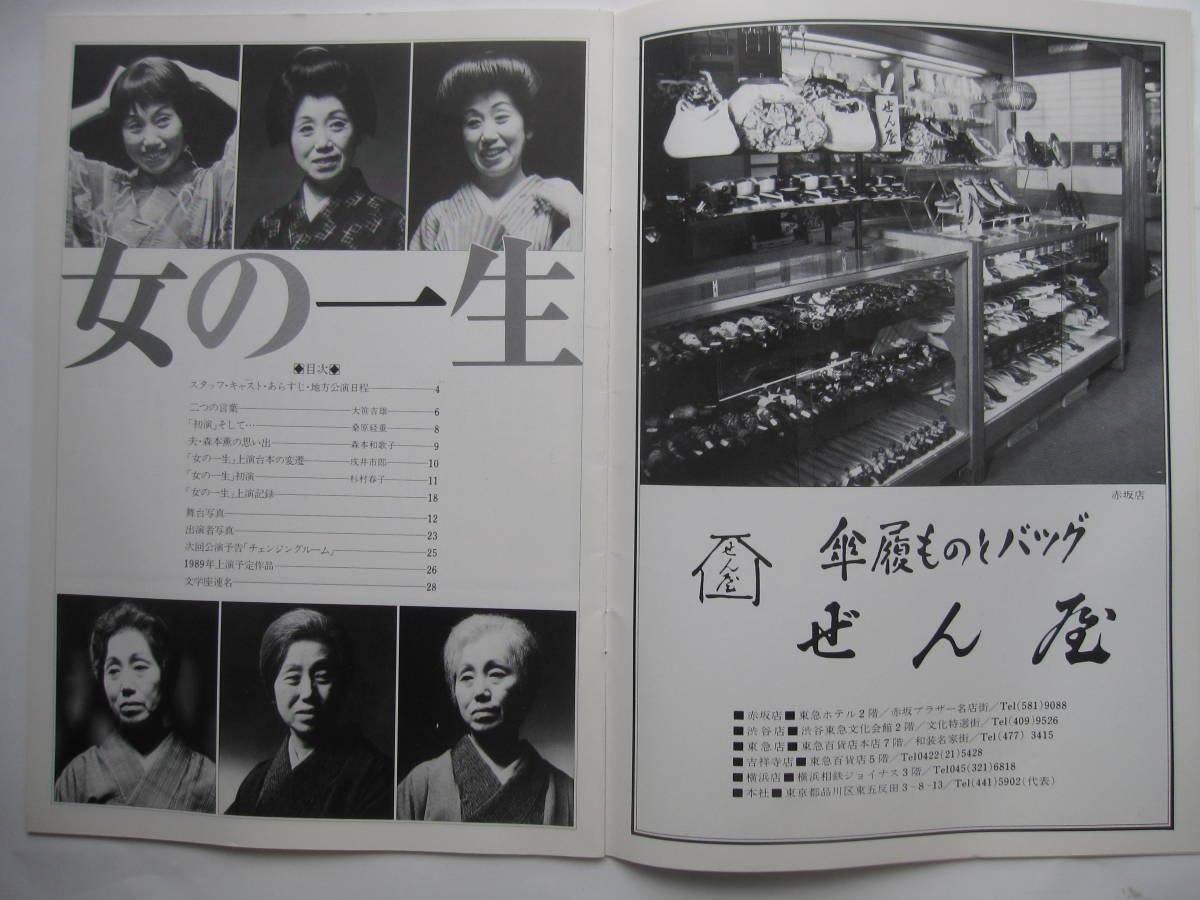 女の一生
◆目次◆
スタッフ・キャスト・あらすじ・地方公演日程 4
二つの言葉 大笹吉雄 6
「初演」そして… 桑原経重 8
夫・森本薫の思い出 森本和歌子 9
「女の一生」上演台本の変遷 戌井市郎 10
「女の一生」初演 杉村春子 11
「女の一生」上演記録 18
舞台写真 12
出演者写真 23
次回公演予告「チェンジングルーム」 25
1989年上演予定作品 26
文学座連名 28
ぜん屋
赤坂店
ぜん屋
傘履ものとバッグ
ぜん屋
■赤坂店■東急ホテル2階/赤坂プラザー名店街/Tel(581)9088
■渋谷店■渋谷東急文化会館2階/文化特選街/Tel(409)9526
■東急店■東急百貨店本店7階/和装名家街/Tel(477)3415
■吉祥寺店■東急百貨店5階/Tel0422(21)5428
■横浜店■横浜相鉄ジョイナス3階/Tel045(321)6818
■本社■東京都品川区東五反田3-8-13/Tel(441)5902(代表)